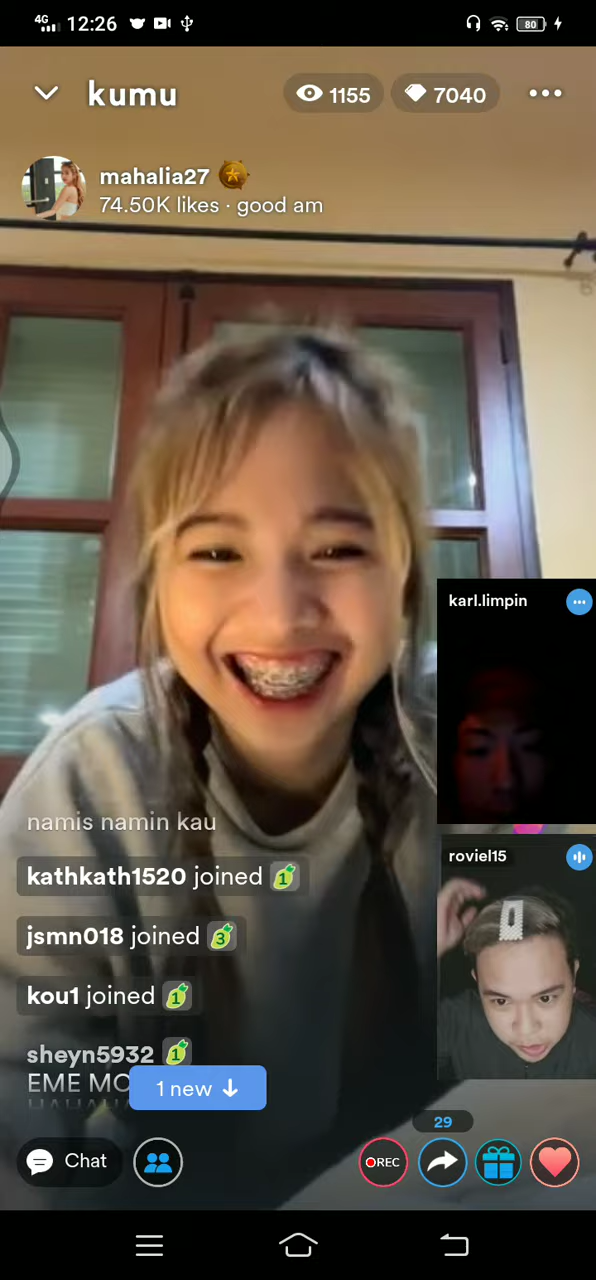 4G 12:26 80
kumu 1155 7040
mahalia27
74.50K likes · good am
karl.limpin
namis namin kau
roviel15
kathkath1520 joined 1
jsmn018 joined 3
kou1 joined 1
sheyn5932 1
EME
1 new
29
Chat
REC